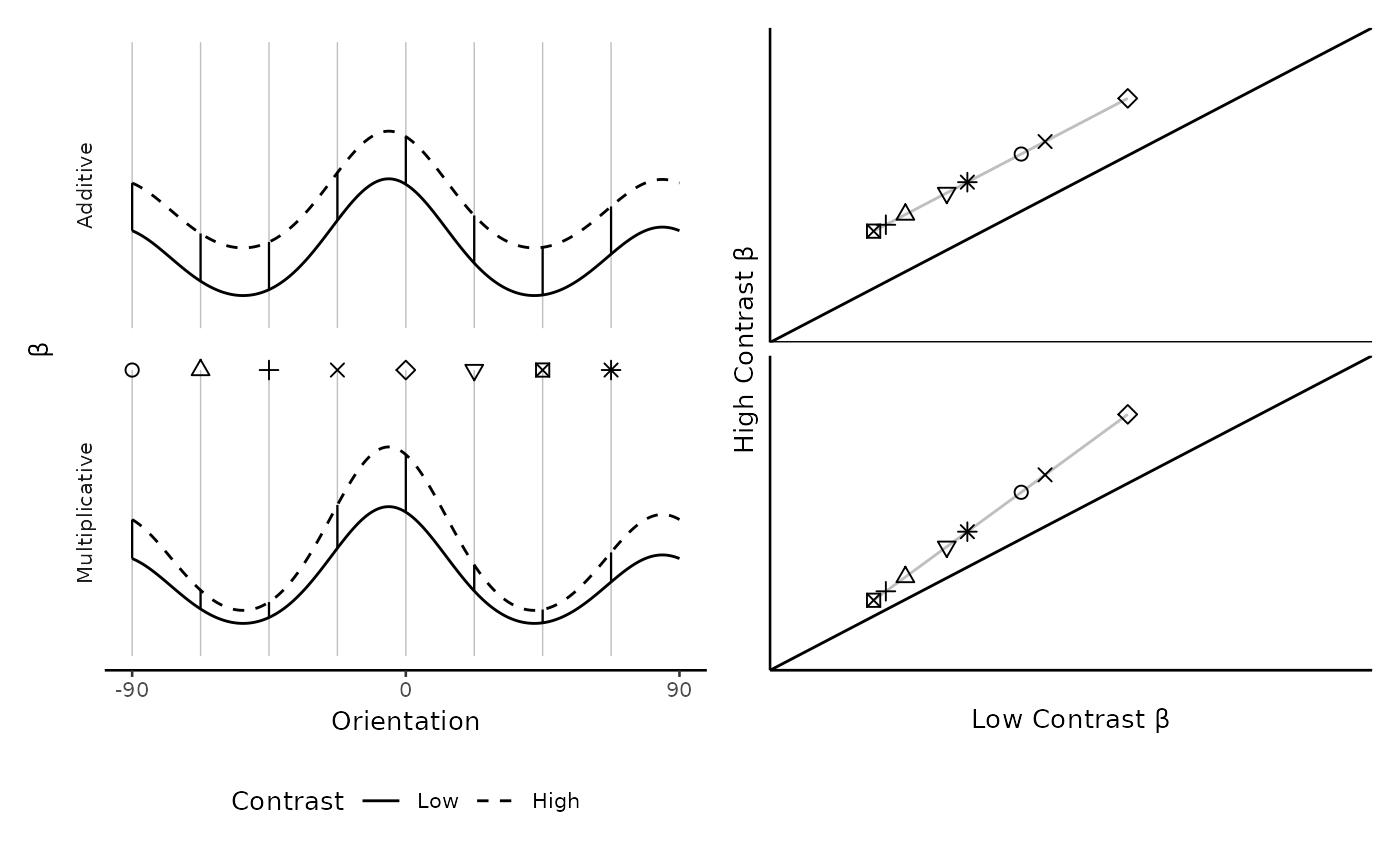 Additive
β
Multiplicative
-90 0 90
Orientation
Contrast Low High
High Contrast β
Low Contrast β